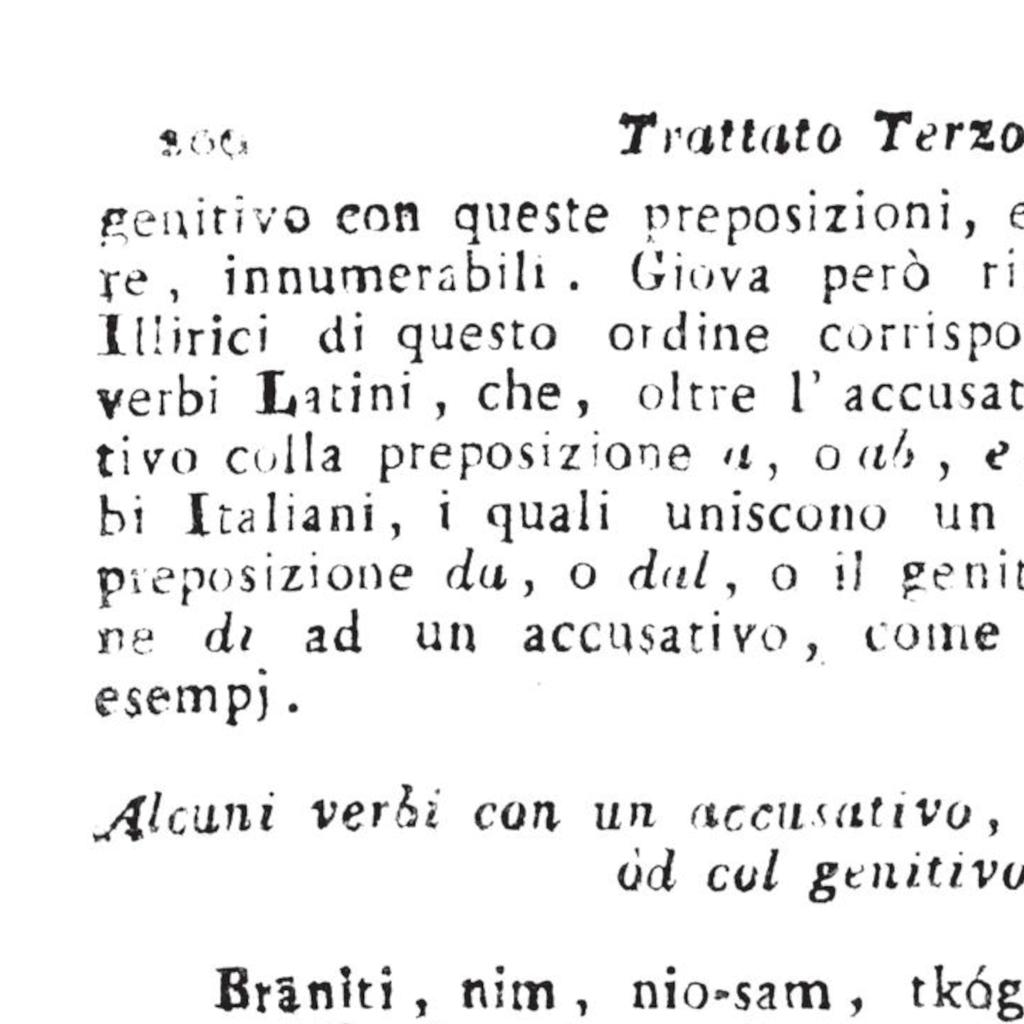 Trattato Terzo
genitivo con queste preposizioni, e
re, innumerabili. Giova però ri
Illirici di questo ordine corrispo
verbi Latini, che, oltre l' accusat
tivo colla preposizione a, o ab, e
bi Italiani, i quali uniscono un
preposizione da, o dal, o il genit
ne di ad un accusativo, come
esempj.
Alcuni verbi con un accusativo,
òd col genitivo
Brāniti, nim, nio-sam, tkóg